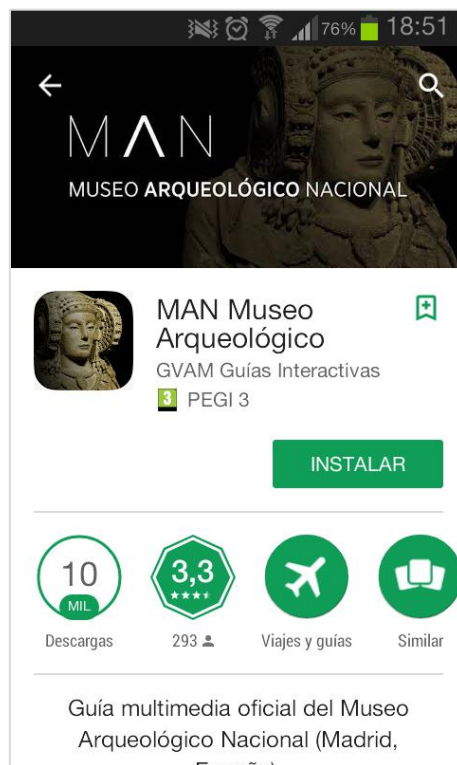 76% 18:51
MAN
MUSEO ARQUEOLÓGICO NACIONAL
MAN Museo
Arqueológico
GVAM Guías Interactivas
3 PEGI 3
INSTALAR
10 3,3
MIL
Descargas 293 Viajes y guías Similar
Guía multimedia oficial del Museo
Arqueológico Nacional (Madrid,